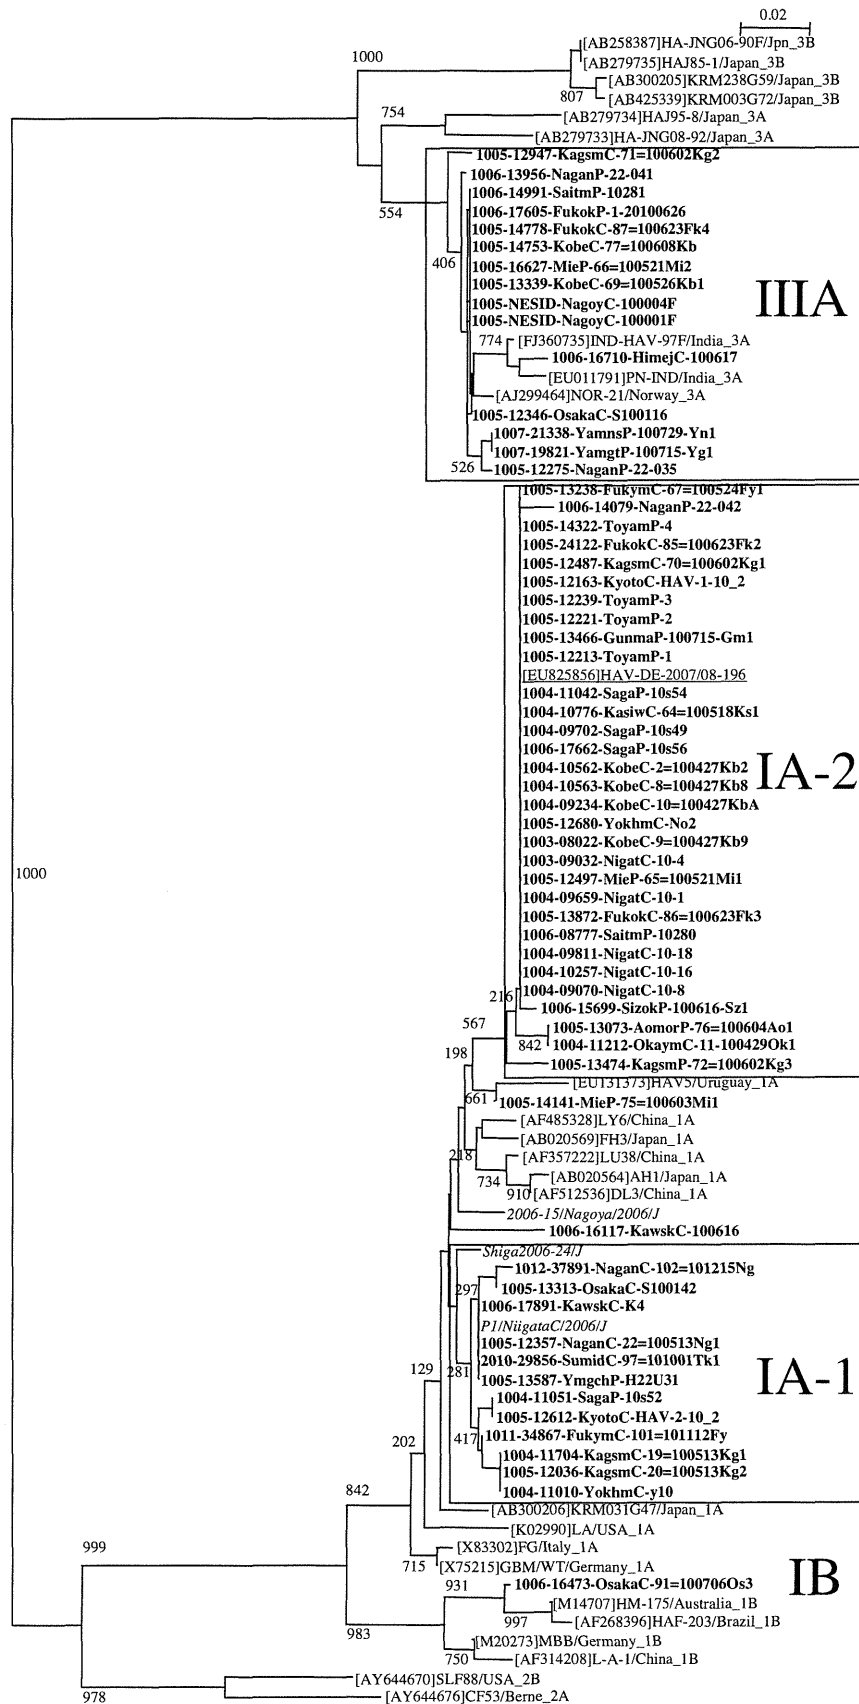 0.02
[AB258387]HA-JNG06-90F/Jpn_3B
1000
[AB279735]HAJ85-1/Japan_3B
[AB300205]KRM238G59/Japan_3B
807
[AB425339]KRM003G72/Japan_3B
754
[AB279734]HAJ95-8/Japan_3A
[AB279733]HA-JNG08-92/Japan_3A
1005-12947-KagsmC-71=100602Kg2
1006-13956-NaganP-22-041
1006-14991-SaitmP-10281
554
1006-17605-FukokP-1-20100626
1005-14778-FukokC-87=100623Fk4
1005-14753-KobeC-77=100608Kb
406
1005-16627-MieP-66=100521Mi2
1005-13339-KobeC-69=100526Kb1
IIIA
1005-NESID-NagoyC-100004F
1005-NESID-NagoyC-100001F
774
[FJ360735]IND-HAV-97F/India_3A
1006-16710-HimejC-100617
[EU011791]PN-IND/India_3A
[AJ299464]NOR-21/Norway_3A
1005-12346-OsakaC-S100116
1007-21338-YamnsP-100729-Yn1
1007-19821-YamgtP-100715-Yg1
526
1005-12275-NaganP-22-035
1005-13238-FukymC-67=100524Fy1
1006-14079-NaganP-22-042
1005-14322-ToyamP-4
1005-24122-FukokC-85=100623Fk2
1005-12487-KagsmC-70=100602Kg1
1005-12163-KyotoC-HAV-1-10_2
1005-12239-ToyamP-3
1005-12221-ToyamP-2
1005-13466-GunmaP-100715-Gm1
1005-12213-ToyamP-1
[EU825856]HAV-DE-2007/08-196
1004-11042-SagaP-10s54
1004-10776-KasiwC-64=100518Ks1
1004-09702-SagaP-10s49
1006-17662-SagaP-10s56
1004-10562-KobeC-2=100427Kb2
IA-2
1004-10563-KobeC-8=100427Kb8
1004-09234-KobeC-10=100427KbA
1005-12680-YokhmC-No2
1003-08022-KobeC-9=100427Kb9
1003-09032-NigatC-10-4
1000
1005-12497-MieP-65=100521Mi1
1004-09659-NigatC-10-1
1005-13872-FukokC-86=100623Fk3
1006-08777-SaitmP-10280
1004-09811-NigatC-10-18
1004-10257-NigatC-10-16
1004-09070-NigatC-10-8
216
1006-15699-SizokP-100616-Sz1
567
1005-13073-AomorP-76=100604Ao1
842
1004-11212-OkaymC-11-100429Ok1
198
1005-13474-KagsmP-72=100602Kg3
[EU131373]HAV5/Uruguay_1A
661
1005-14141-MieP-75=100603Mi1
[AF485328]LY6/China_1A
[AB020569]FH3/Japan_1A
218
[AF357222]LU38/China_1A
734
[AB020564]AH1/Japan_1A
910
[AF512536]DL3/China_1A
2006-15/Nagoya/2006/J
1006-16117-KawskC-100616
Shiga2006-24/J
1012-37891-NaganC-102=101215Ng
297
1005-13313-OsakaC-S100142
1006-17891-KawskC-K4
P1/NiigataC/2006/J
1005-12357-NaganC-22=100513Ng1
129
2010-29856-SumidC-97=101001Tk1
281
1005-13587-YmgchP-H22U31
IA-1
1004-11051-SagaP-10s52
1005-12612-KyotoC-HAV-2-10_2
417
1011-34867-FukymC-101=101112Fy
202
1004-11704-KagsmC-19=100513Kg1
1005-12036-KagsmC-20=100513Kg2
842
1004-11010-YokhmC-y10
[AB300206]KRM031G47/Japan_1A
[K02990]LA/USA_1A
999
[X83302]FG/Italy_1A
715
[X75215]GBM/WT/Germany_1A
IB
931
1006-16473-OsakaC-91=100706Os3
[M14707]HM-175/Australia_1B
997
[AF268396]HAF-203/Brazil_1B
983
[M20273]MBB/Germany_1B
750
[AF314208]L-A-1/China_1B
[AY644670]SLF88/USA_2B
978
[AY644676]CF53/Berne_2A